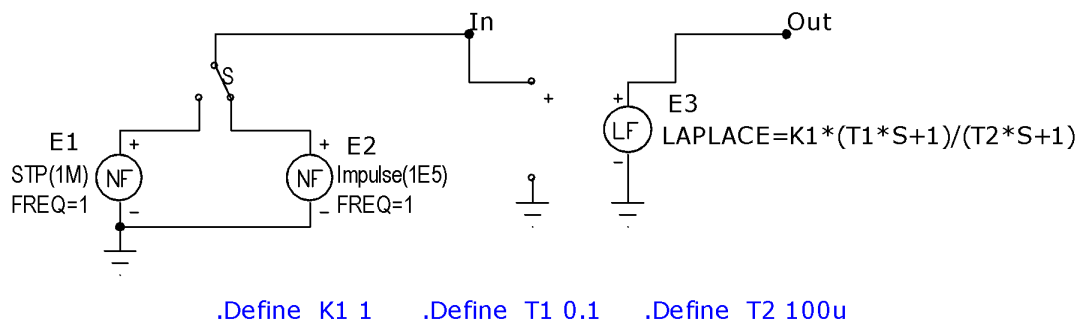 In
Out
S
+
E1
+
STP(1M)
NF
FREQ=1
-
+
E2
NF
Impulse(1E5)
FREQ=1
-
+
+
E3
LF
LAPLACE=K1*(T1*S+1)/(T2*S+1)
-
.Define K1 1 .Define T1 0.1 .Define T2 100u